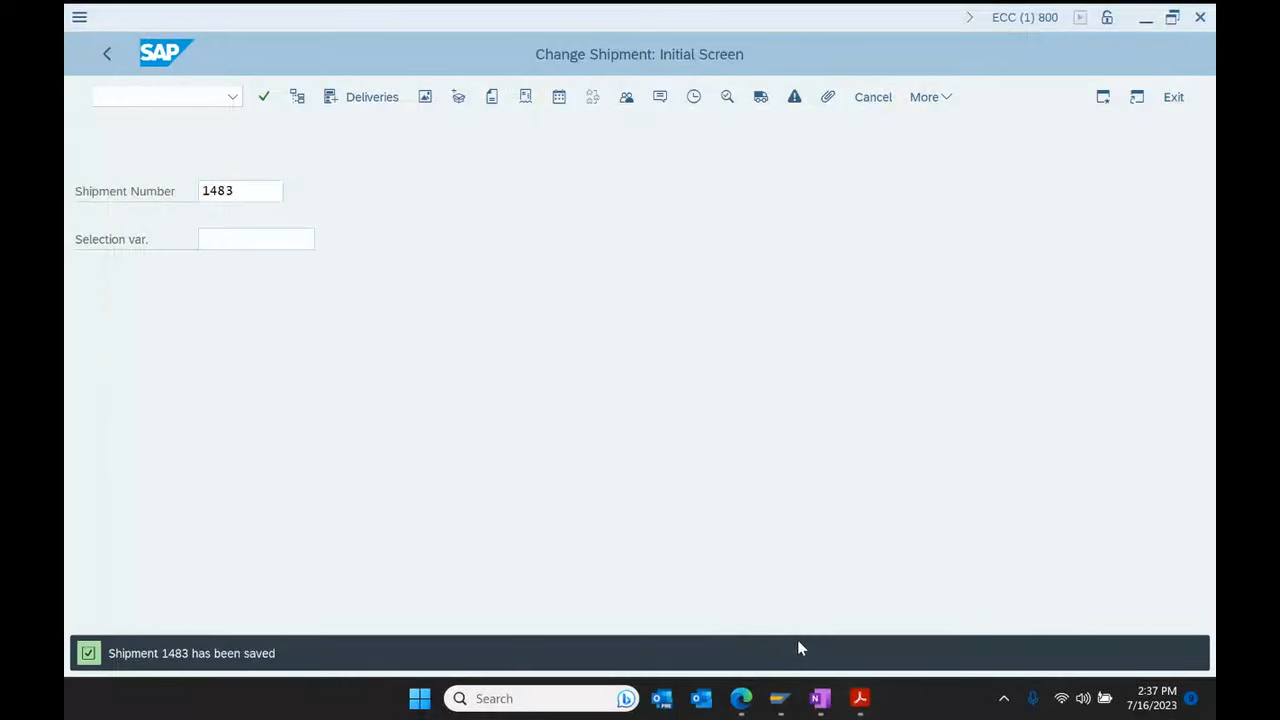 ECC (1) 800
SAP
Change Shipment: Initial Screen
Deliveries
Cancel
More
Exit
Shipment Number 1483
Selection var.
Shipment 1483 has been saved
Search
2:37 PM
7/16/2023